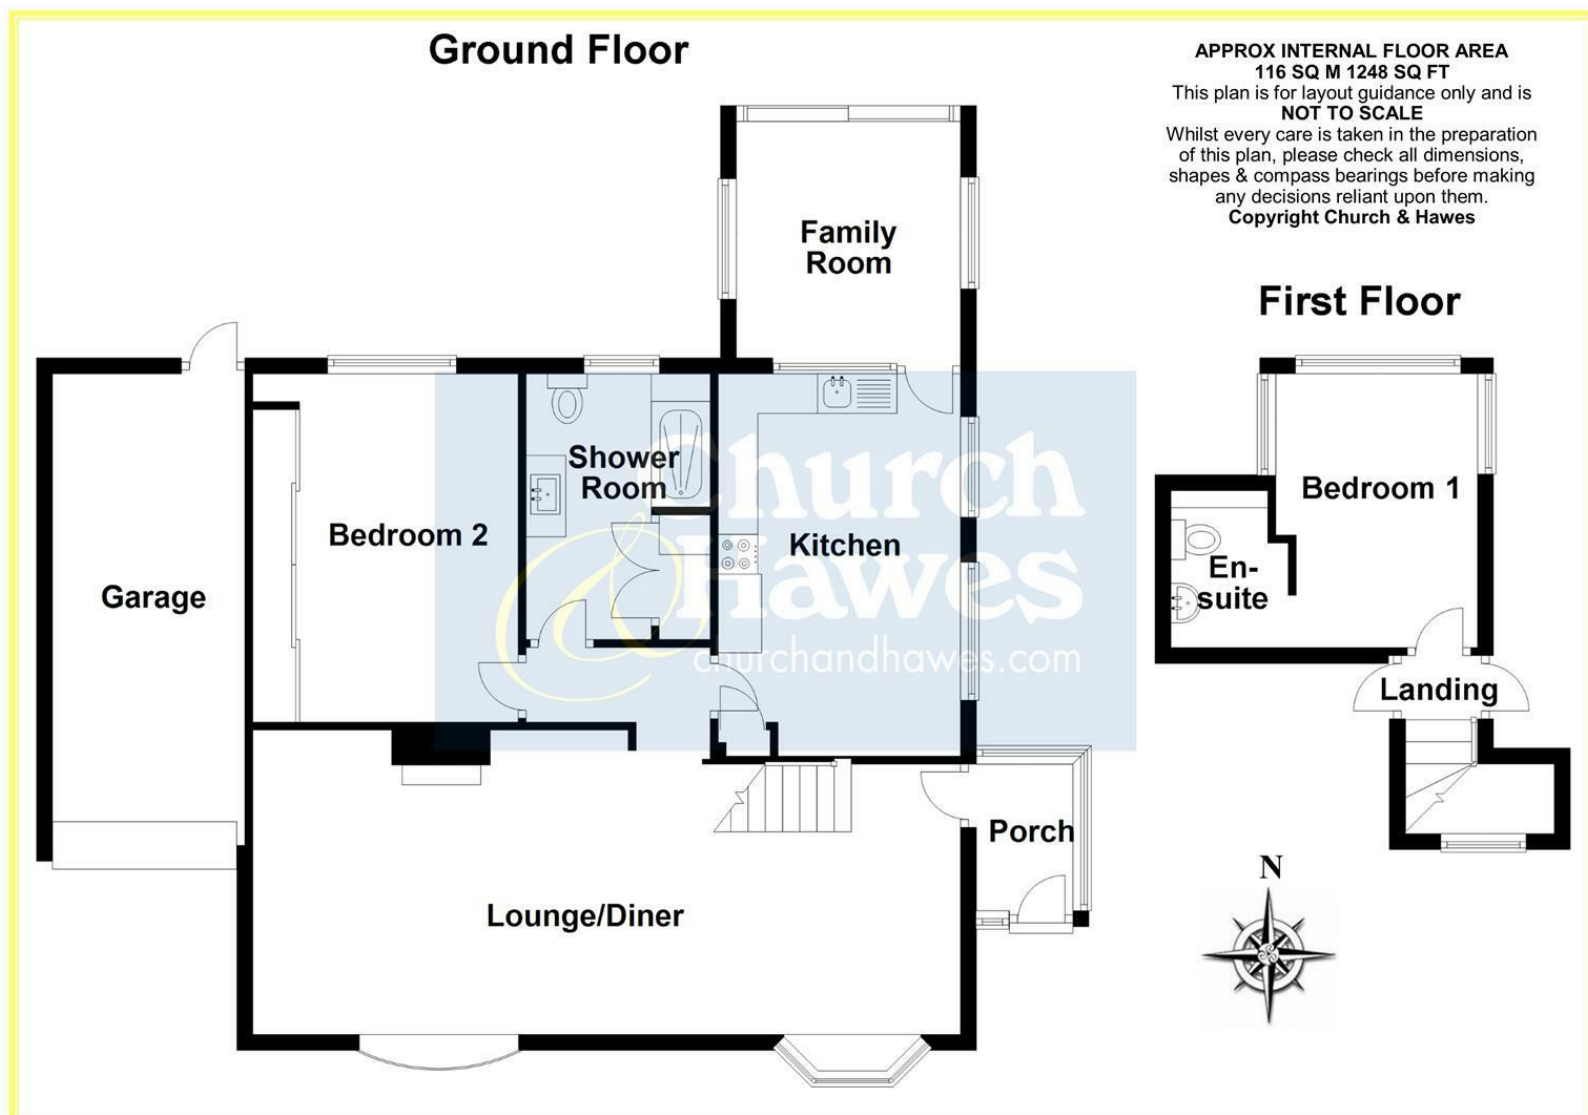 Ground Floor
APPROX INTERNAL FLOOR AREA
116 SQ M 1248 SQ FT
This plan is for layout guidance only and is
NOT TO SCALE
Whilst every care is taken in the preparation
of this plan, please check all dimensions,
shapes & compass bearings before making
any decisions reliant upon them.
Copyright Church & Hawes
Family
Room
First Floor
Shower
Room
Church
& Hawes
churchandhawes.com
Bedroom 2
Kitchen
Garage
Bedroom 1
En-
suite
Landing
Porch
Lounge/Diner
N